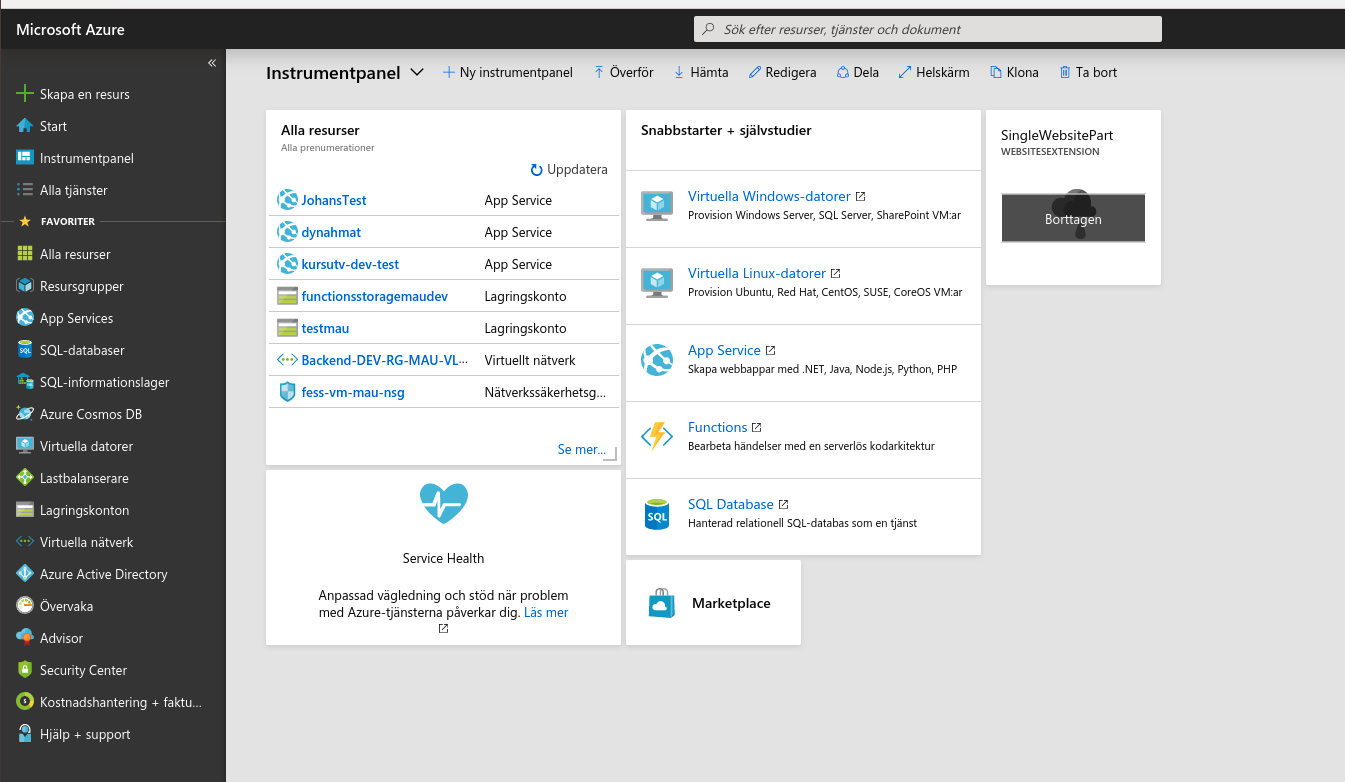 Microsoft Azure
Sök efter resurser, tjänster och dokument
«
Skapa en resurs
Start
Instrumentpanel
Alla tjänster
FAVORITER
Alla resurser
Resursgrupper
App Services
SQL-databaser
SQL-informationslager
Azure Cosmos DB
Virtuella datorer
Lastbalanserare
Lagringskonton
Virtuella nätverk
Azure Active Directory
Övervaka
Advisor
Security Center
Kostnadshantering + faktu...
Hjälp + support
Instrumentpanel
Ny instrumentpanel
Överför
Hämta
Redigera
Dela
Helskärm
Klona
Ta bort
Alla resurser
Alla prenumerationer
Uppdatera
JohansTest App Service
dynahmat App Service
kursutv-dev-test App Service
functionsstoragemaudev Lagringskonto
testmau Lagringskonto
Backend-DEV-RG-MAU-VL... Virtuellt nätverk
fess-vm-mau-nsg Nätverkssäkerhetsg...
Se mer...
Service Health
Anpassad vägledning och stöd när problem
med Azure-tjänsterna påverkar dig. Läs mer
Snabbstarter + självstudier
Virtuella Windows-datorer
Provision Windows Server, SQL Server, SharePoint VM:ar
Virtuella Linux-datorer
Provision Ubuntu, Red Hat, CentOS, SUSE, CoreOS VM:ar
App Service
Skapa webbappar med .NET, Java, Node.js, Python, PHP
Functions
Bearbeta händelser med en serverlös kodarkitektur
SQL
SQL Database
Hanterad relationell SQL-databas som en tjänst
Marketplace
SingleWebsitePart
WEBSITESEXTENSION
Borttagen